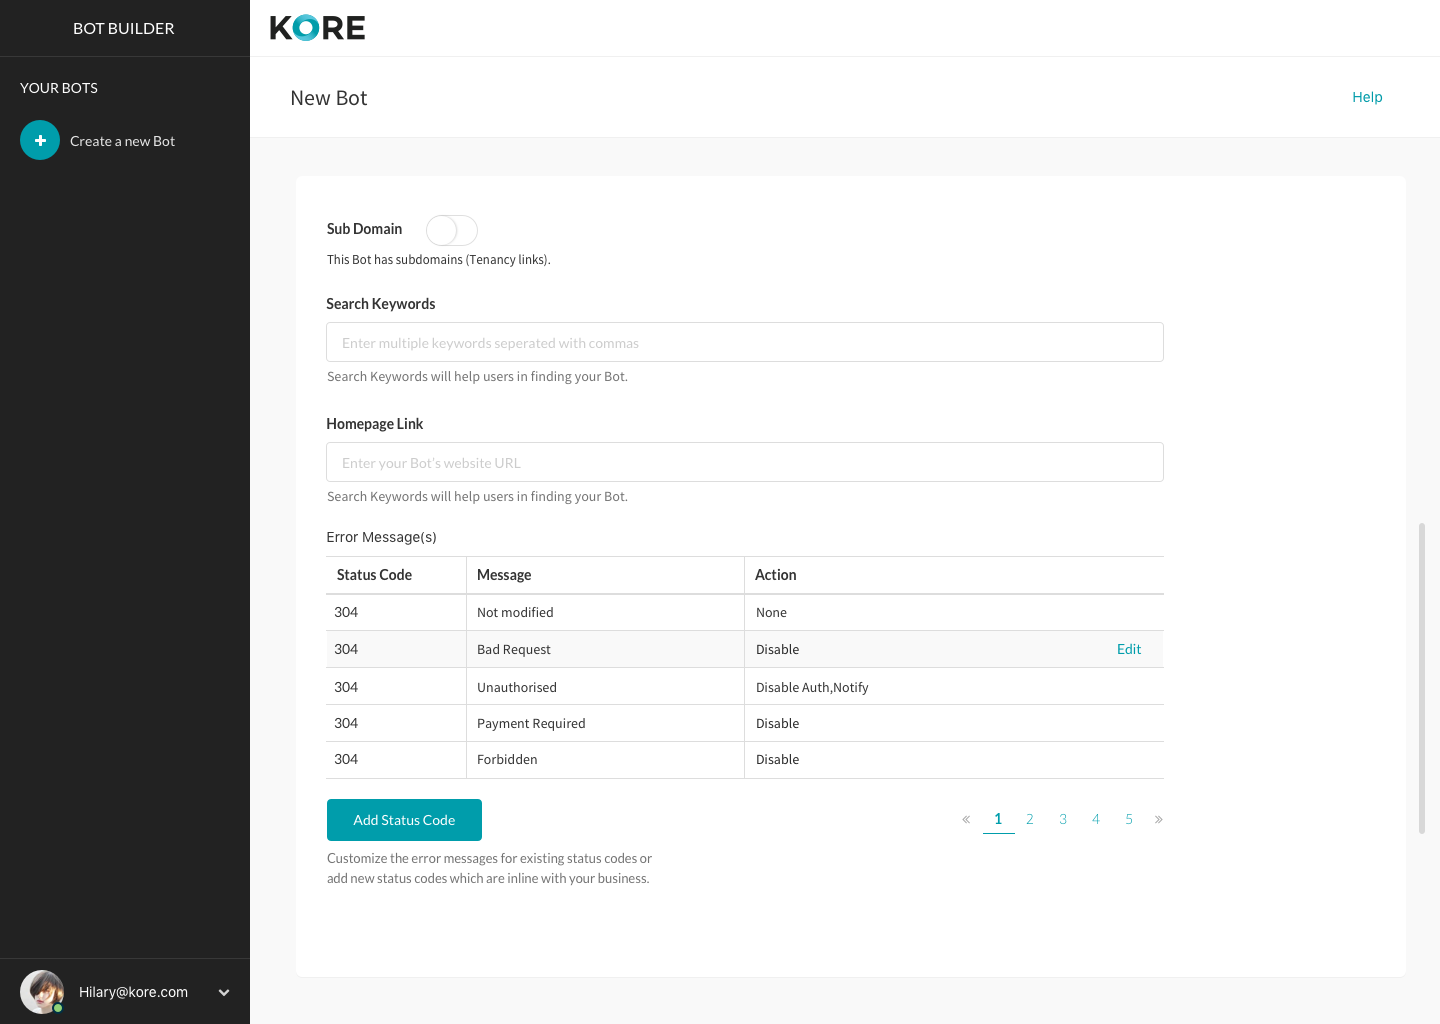 BOT BUILDER
KORE
YOUR BOTS
New Bot
Help
Create a new Bot
Sub Domain
This Bot has subdomains (Tenancy links).
Search Keywords
Enter multiple keywords seperated with commas
Search Keywords will help users in finding your Bot.
Homepage Link
Enter your Bot's website URL
Search Keywords will help users in finding your Bot.
Error Message(s)
Status Code Message Action
304 Not modified None
304 Bad Request Disable Edit
304 Unauthorised Disable Auth,Notify
304 Payment Required Disable
304 Forbidden Disable
Add Status Code
« 1 2 3 4 5 »
Customize the error messages for existing status codes or
add new status codes which are inline with your business.
Hilary@kore.com